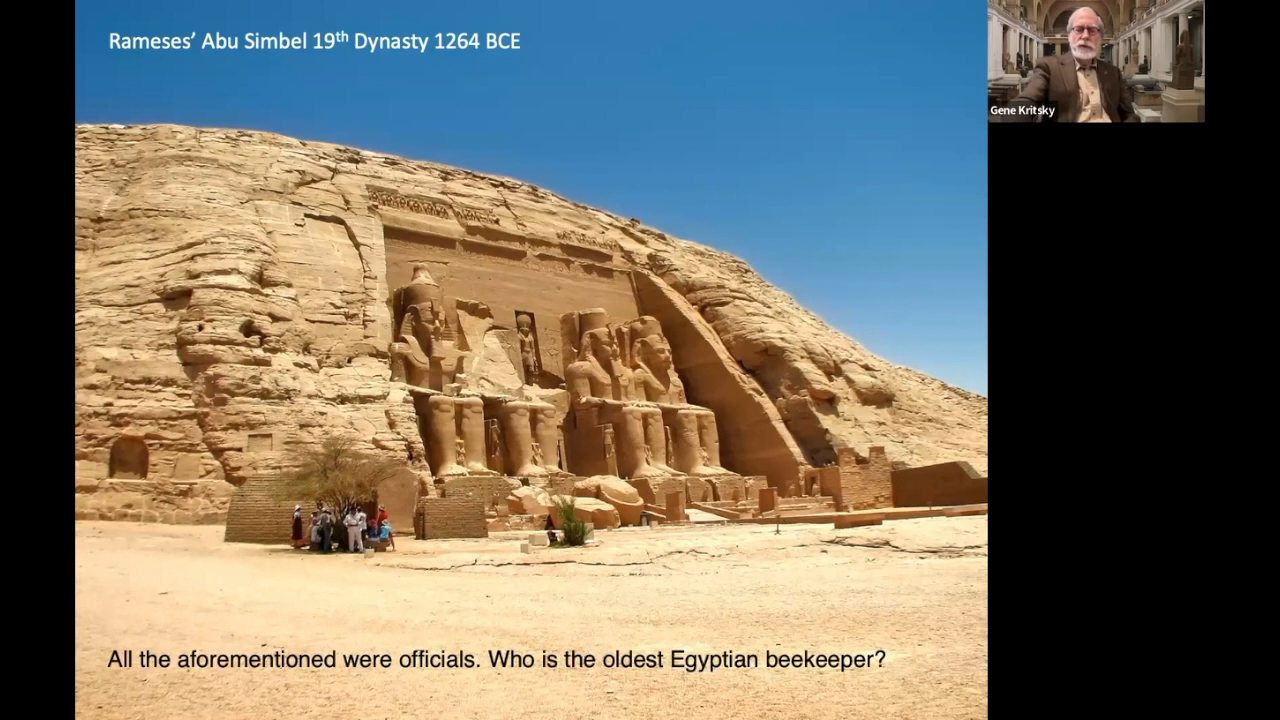 Rameses’ Abu Simbel 19th Dynasty 1264 BCE
Gene Kritsky
All the aforementioned were officials. Who is the oldest Egyptian beekeeper?